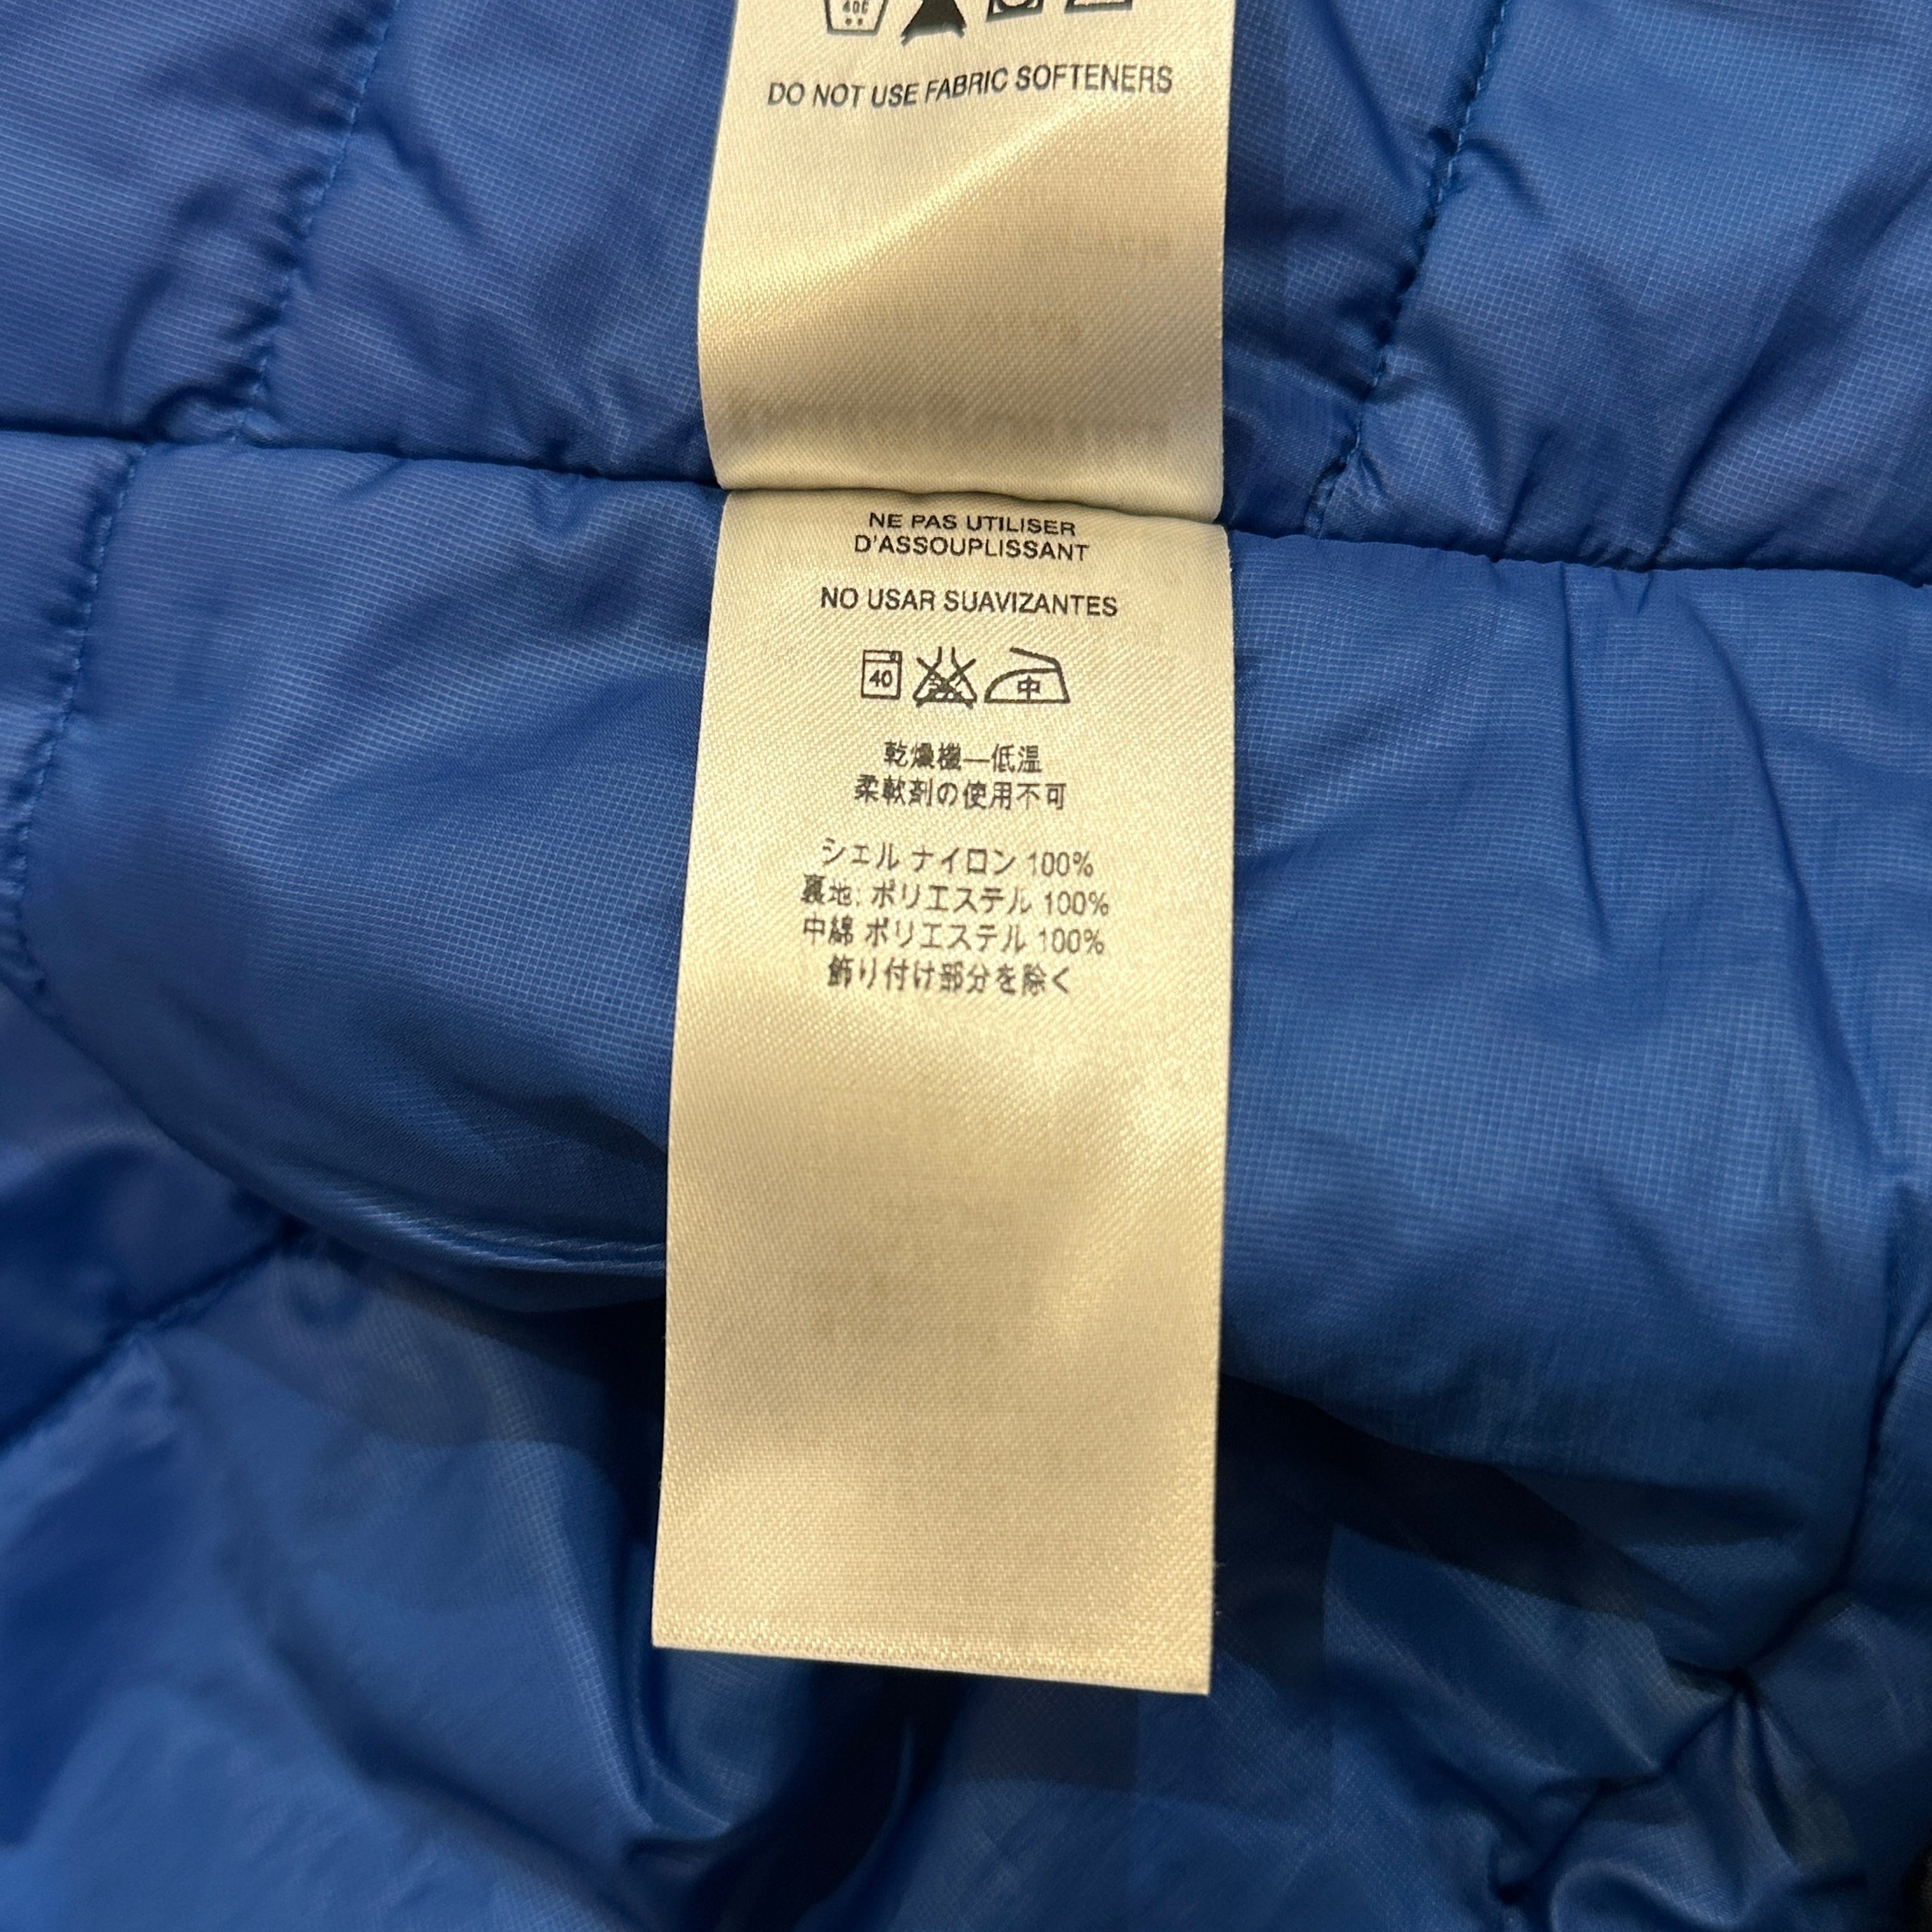 40C
DO NOT USE FABRIC SOFTENERS
NE PAS UTILISER
D'ASSOUPLISSANT
NO USAR SUAVIZANTES
40
中
乾燥機—低温
柔軟剤の使用不可
シェル ナイロン 100%
裏地: ポリエステル 100%
中綿 ポリエステル 100%
飾り付け部分を除く